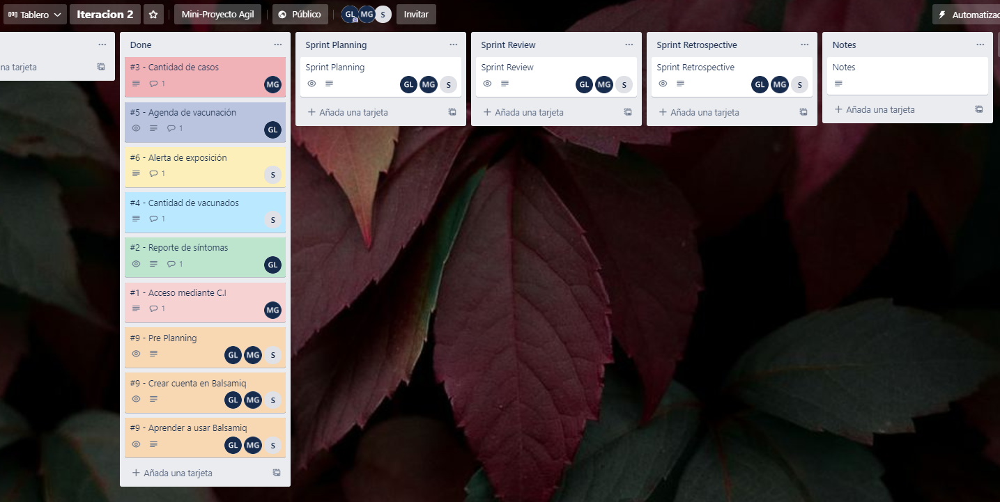 Tablero
Iteracion 2
Mini-Proyecto Agil
Público
GL MG S
Invitar
Automatizac
na tarjeta
Done
#3 - Cantidad de casos
1
MG
#5 - Agenda de vacunación
1
GL
#6 - Alerta de exposición
1
S
#4 - Cantidad de vacunados
1
S
#2 - Reporte de síntomas
1
GL
#1 - Acceso mediante C.I
1
MG
#9 - Pre Planning
GL MG S
#9 - Crear cuenta en Balsamiq
GL MG S
#9 - Aprender a usar Balsamiq
GL MG S
+ Añada una tarjeta
Sprint Planning
Sprint Planning
GL MG S
+ Añada una tarjeta
Sprint Review
Sprint Review
GL MG S
+ Añada una tarjeta
Sprint Retrospective
Sprint Retrospective
GL MG S
+ Añada una tarjeta
Notes
Notes
+ Añada una tarjeta